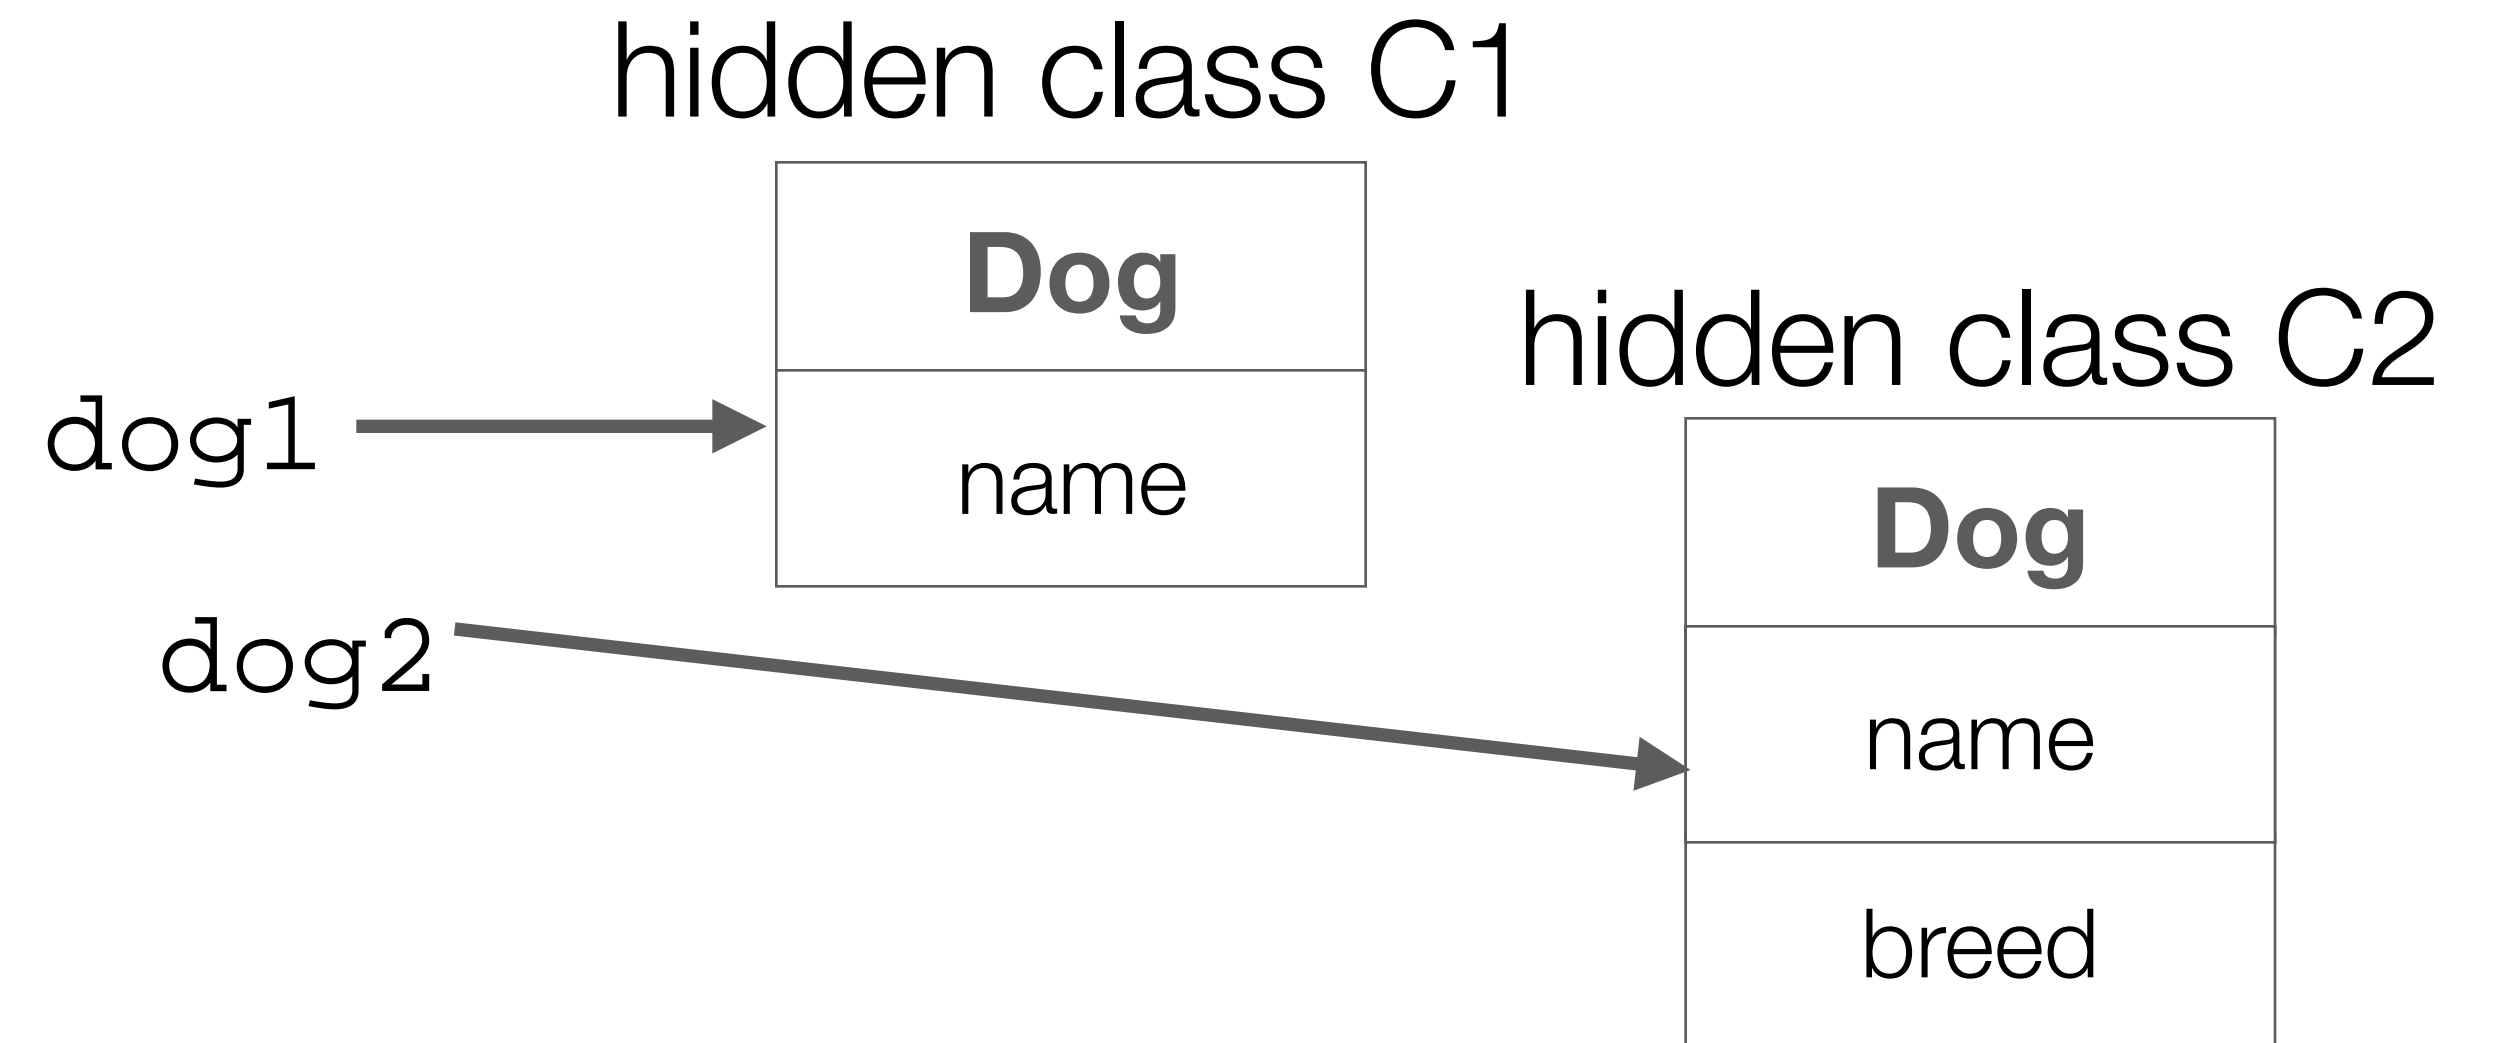 hidden class C1
Dog
hidden class C2
dog1
name
Dog
dog2
name
breed